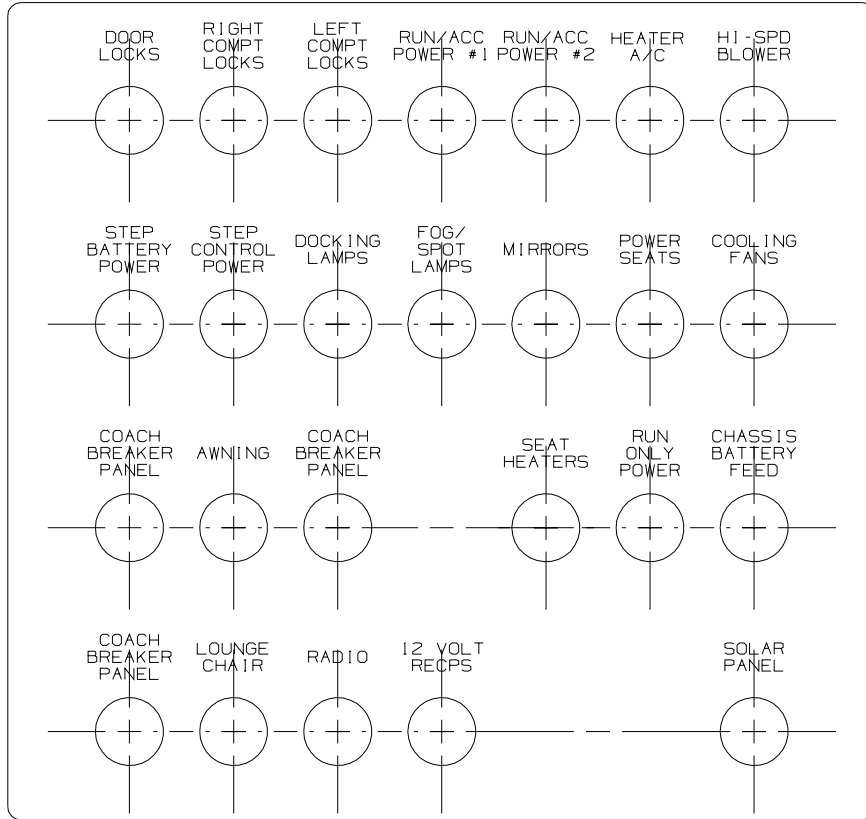 DOOR
LOCKS
RIGHT
COMPT
LOCKS
LEFT
COMPT
LOCKS
RUN/ACC
POWER #1
RUN/ACC
POWER #2
HEATER
A/C
HI-SPD
BLOWER
STEP
BATTERY
POWER
STEP
CONTROL
POWER
DOCKING
LAMPS
FOG/
SPOT
LAMPS
MIRRORS
POWER
SEATS
COOLING
FANS
COACH
BREAKER
PANEL
AWNING
COACH
BREAKER
PANEL
SEAT
HEATERS
RUN
ONLY
POWER
CHASSIS
BATTERY
FEED
COACH
BREAKER
PANEL
LOUNGE
CHAIR
RADIO
12 VOLT
RECPS
SOLAR
PANEL